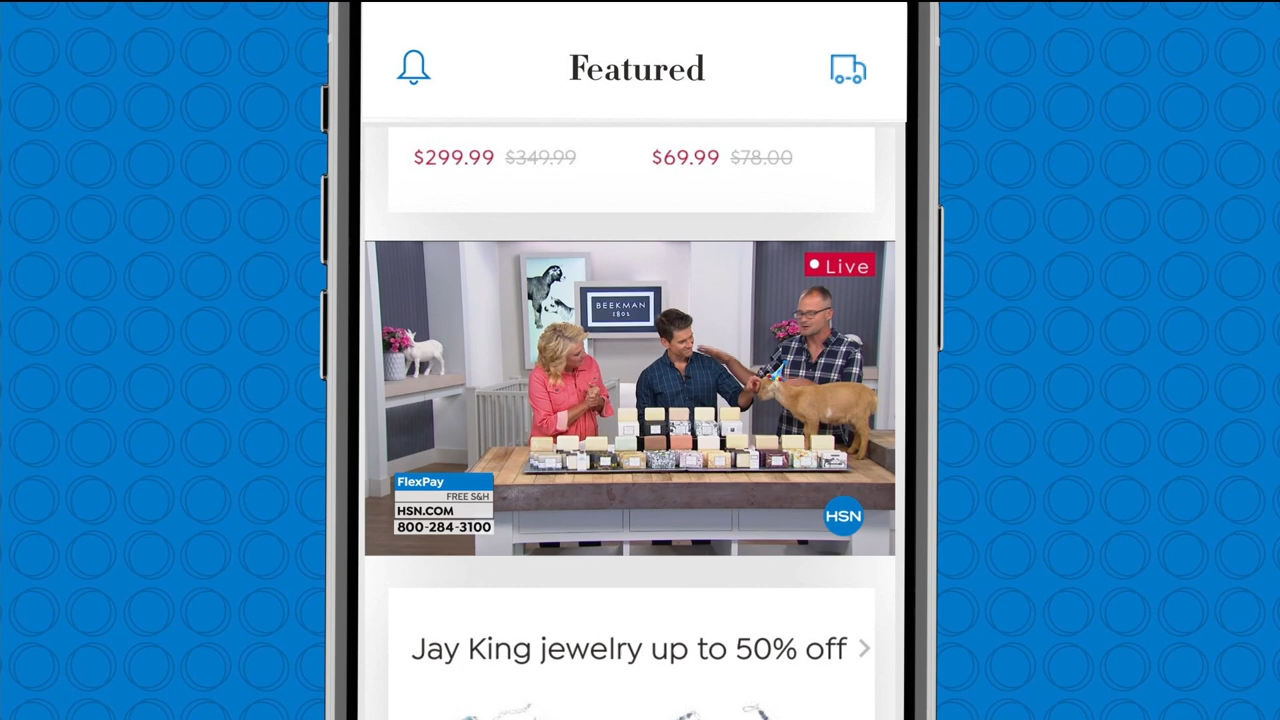 Featured
$299.99 $349.99 $69.99 $78.00
Live
BEEKMAN
1802
FlexPay
FREE S&H
HSN.COM
800-284-3100
HSN
Jay King jewelry up to 50% off